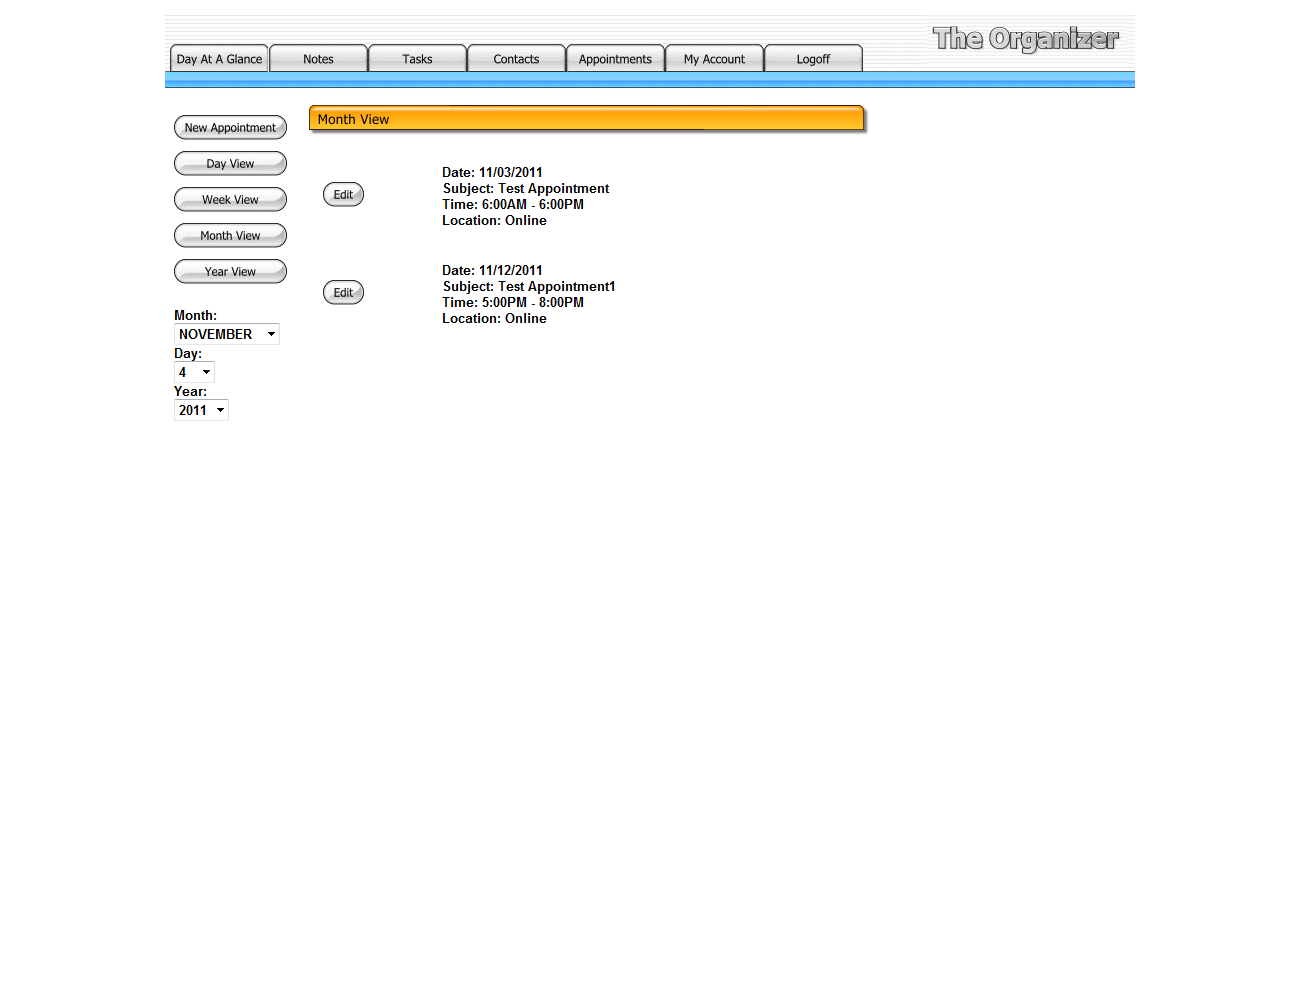 The Organizer
Day At A Glance Notes Tasks Contacts Appointments My Account Logoff
New Appointment
Day View
Week View
Month View
Year View
Month:
NOVEMBER
Day:
4
Year:
2011
Month View
Edit
Date: 11/03/2011
Subject: Test Appointment
Time: 6:00AM - 6:00PM
Location: Online
Edit
Date: 11/12/2011
Subject: Test Appointment1
Time: 5:00PM - 8:00PM
Location: Online